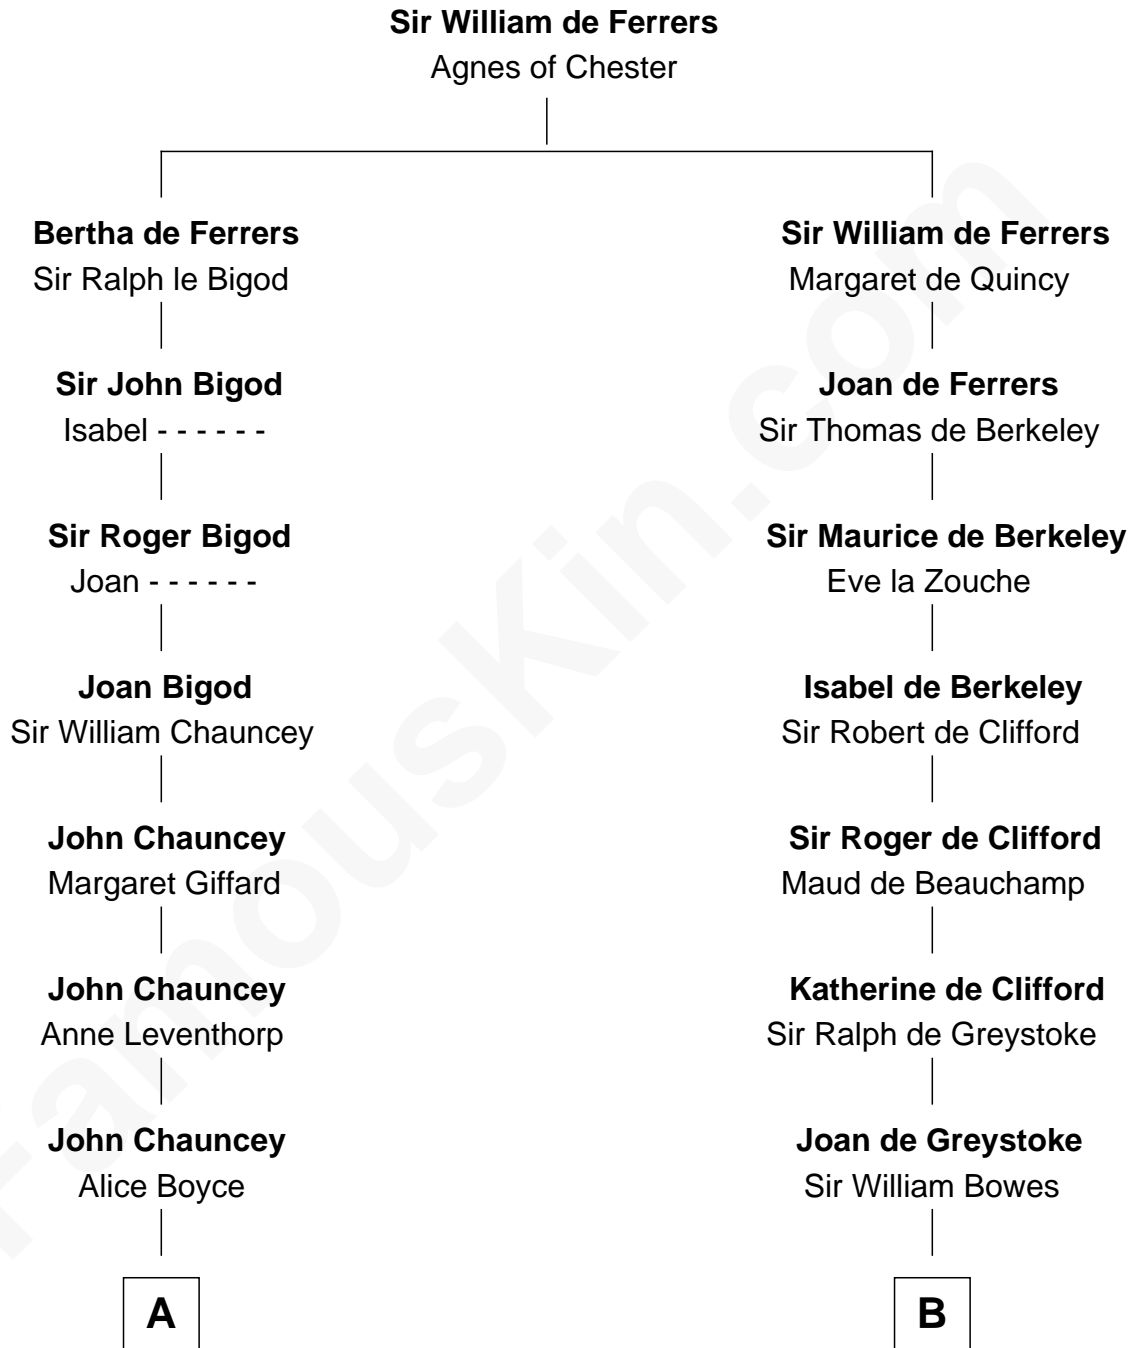 Sir William de Ferrers
Agnes of Chester
Bertha de Ferrers
Sir Ralph le Bigod
Sir William de Ferrers
Margaret de Quincy
Sir John Bigod
Isabel - - - - - -
Joan de Ferrers
Sir Thomas de Berkeley
Sir Roger Bigod
Joan - - - - - -
Sir Maurice de Berkeley
Eve la Zouche
Joan Bigod
Sir William Chauncey
Isabel de Berkeley
Sir Robert de Clifford
John Chauncey
Margaret Giffard
Sir Roger de Clifford
Maud de Beauchamp
John Chauncey
Anne Leventhorp
Katherine de Clifford
Sir Ralph de Greystoke
John Chauncey
Alice Boyce
Joan de Greystoke
Sir William Bowes
A
B
FamousKin.com